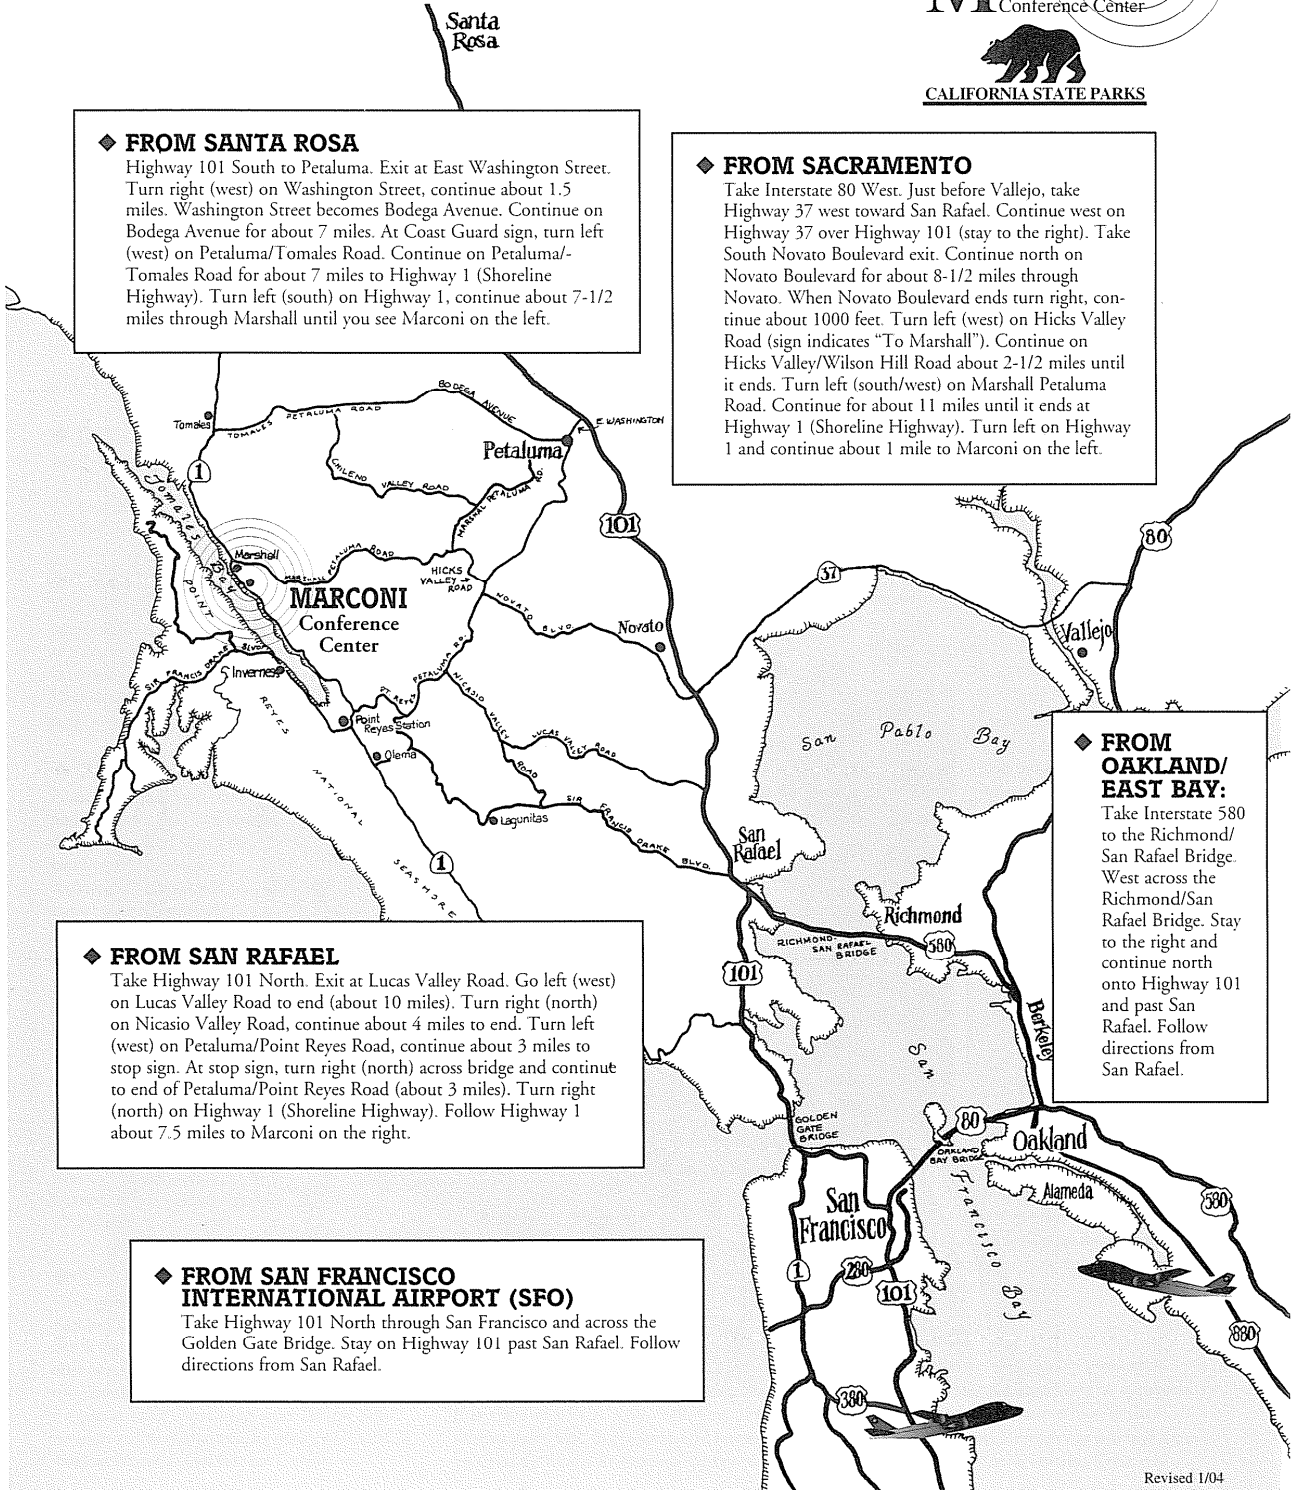 Conference Center
CALIFORNIA STATE PARKS
Santa
Rosa
FROM SANTA ROSA
Highway 101 South to Petaluma. Exit at East Washington Street.
Turn right (west) on Washington Street, continue about 1.5
miles. Washington Street becomes Bodega Avenue. Continue on
Bodega Avenue for about 7 miles. At Coast Guard sign, turn left
(west) on Petaluma/Tomales Road. Continue on Petaluma/-
Tomales Road for about 7 miles to Highway 1 (Shoreline
Highway). Turn left (south) on Highway 1, continue about 7-1/2
miles through Marshall until you see Marconi on the left.
FROM SACRAMENTO
Take Interstate 80 West. Just before Vallejo, take
Highway 37 west toward San Rafael. Continue west on
Highway 37 over Highway 101 (stay to the right). Take
South Novato Boulevard exit. Continue north on
Novato Boulevard for about 8-1/2 miles through
Novato. When Novato Boulevard ends turn right, con-
tinue about 1000 feet. Turn left (west) on Hicks Valley
Road (sign indicates “To Marshall”). Continue on
Hicks Valley/Wilson Hill Road about 2-1/2 miles until
it ends. Turn left (south/west) on Marshall Petaluma
Road. Continue for about 11 miles until it ends at
Highway 1 (Shoreline Highway). Turn left on Highway
1 and continue about 1 mile to Marconi on the left.
BODEGA AVENUE
TOMALES PETALUMA ROAD
Tomales
E. WASHINGTON
Petaluma
CHILENO VALLEY ROAD
MARSHAL PETALUMA RD.
1
101
80
37
Tomales Bay
Marshall
MARSHALL PETALUMA ROAD
HICKS
VALLEY
ROAD
MARCONI
Conference
Center
POINT
REYES
NATIONAL
SEASHORE
NOVATO BLVD.
Novato
Vallejo
SIR FRANCIS DRAKE BLVD.
Inverness
PT. REYES PETALUMA RD.
NICASIO VALLEY ROAD
LUCAS VALLEY ROAD
Point
Reyes Station
Olema
Lagunitas
SIR FRANCIS DRAKE BLVD.
San Pablo Bay
San
Rafael
1
FROM
OAKLAND/
EAST BAY:
Take Interstate 580
to the Richmond/
San Rafael Bridge.
West across the
Richmond/San
Rafael Bridge. Stay
to the right and
continue north
onto Highway 101
and past San
Rafael. Follow
directions from
San Rafael.
Richmond
RICHMOND-
SAN RAFAEL
BRIDGE
580
101
Berkeley
FROM SAN RAFAEL
Take Highway 101 North. Exit at Lucas Valley Road. Go left (west)
on Lucas Valley Road to end (about 10 miles). Turn right (north)
on Nicasio Valley Road, continue about 4 miles to end. Turn left
(west) on Petaluma/Point Reyes Road, continue about 3 miles to
stop sign. At stop sign, turn right (north) across bridge and continue
to end of Petaluma/Point Reyes Road (about 3 miles). Turn right
(north) on Highway 1 (Shoreline Highway). Follow Highway 1
about 7.5 miles to Marconi on the right.
San Francisco Bay
GOLDEN
GATE
BRIDGE
80
OAKLAND
BAY BRIDGE
Oakland
Alameda
San
Francisco
580
1
280
101
880
380
FROM SAN FRANCISCO
INTERNATIONAL AIRPORT (SFO)
Take Highway 101 North through San Francisco and across the
Golden Gate Bridge. Stay on Highway 101 past San Rafael. Follow
directions from San Rafael.
Revised 1/04